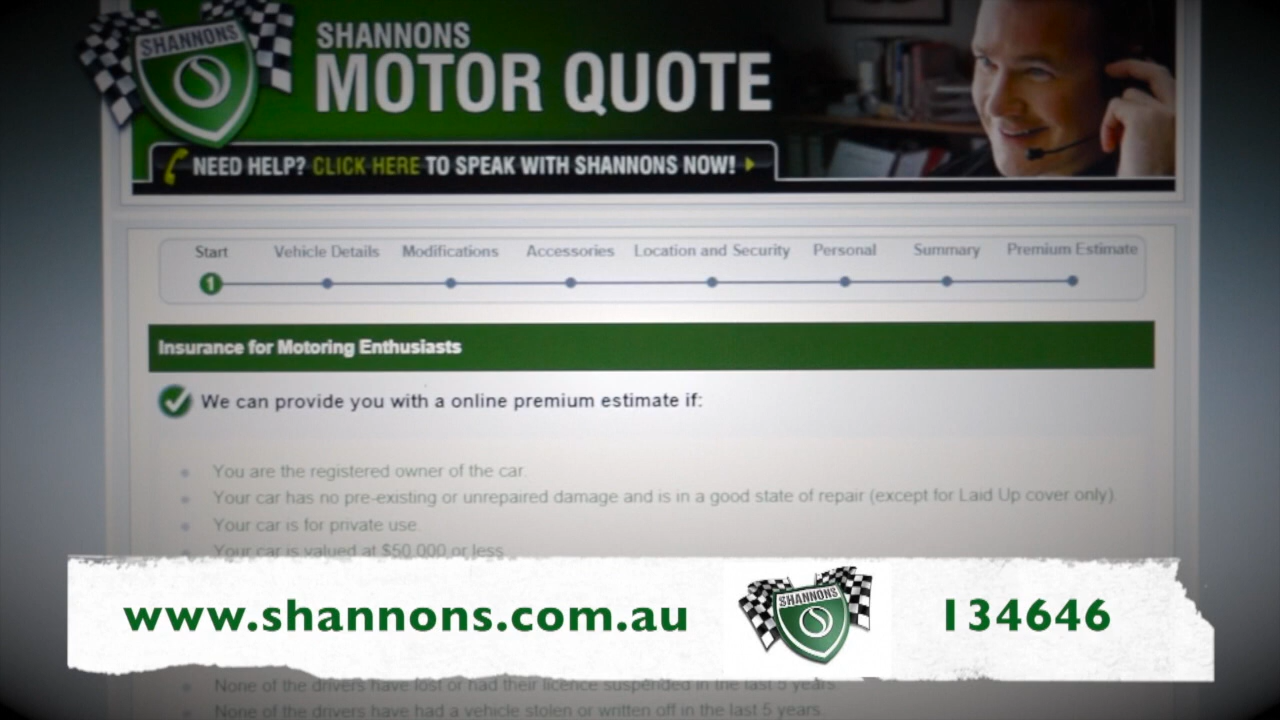 SHANNONS
SHANNONS
MOTOR QUOTE
NEED HELP? CLICK HERE TO SPEAK WITH SHANNONS NOW!
Start Vehicle Details Modifications Accessories Location and Security Personal Summary Premium Estimate
1
Insurance for Motoring Enthusiasts
We can provide you with a online premium estimate if:
You are the registered owner of the car.
Your car has no pre-existing or unrepaired damage and is in a good state of repair (except for Laid Up cover only).
Your car is for private use.
Your car is valued at $50,000 or less.
www.shannons.com.au SHANNONS 134646
None of the drivers have lost or had their licence suspended in the last 5 years.
None of the drivers have had a vehicle stolen or written off in the last 5 years.